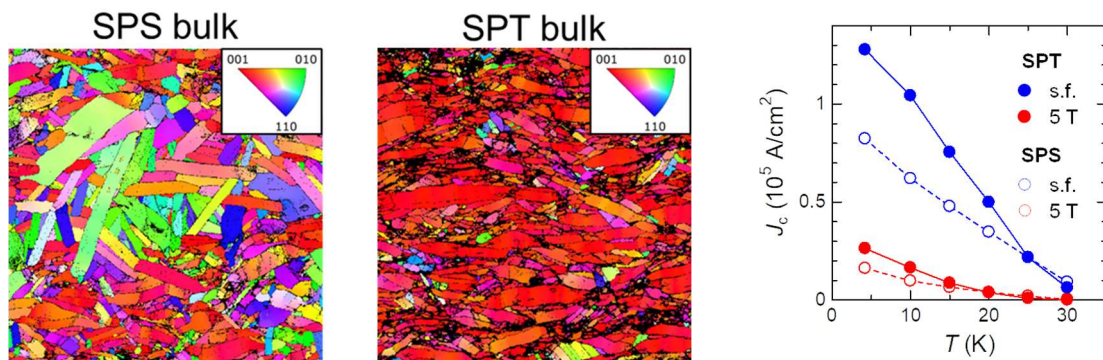 SPS bulk
001 010
110
SPT bulk
001 010
110
J_c (10^5 A/cm^2)
1
0.5
0
0 10 20 30
T (K)
SPT
s.f.
5 T
SPS
s.f.
5 T